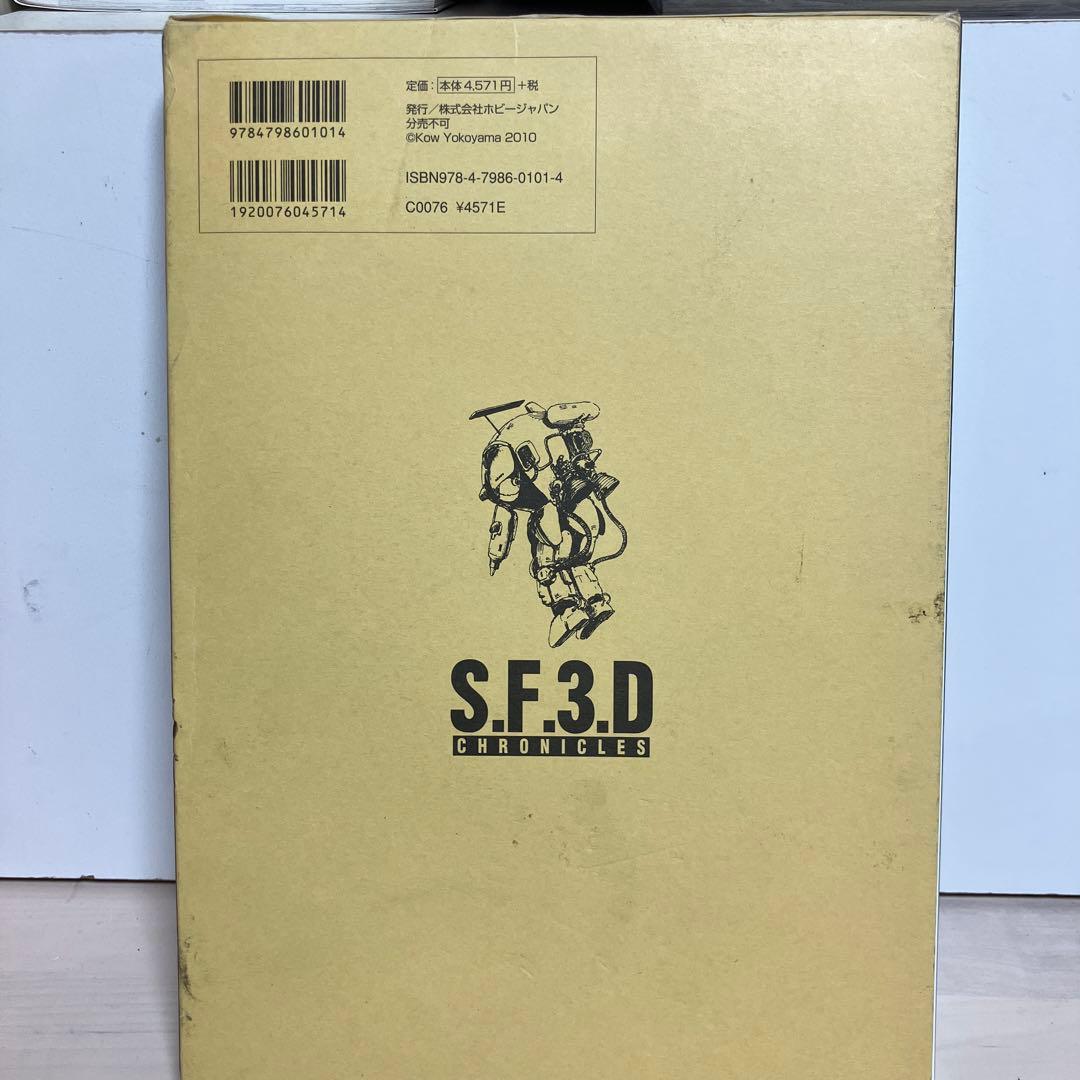 9784798601014
1920076045714
定価：本体4,571円+税
発行／株式会社ホビージャパン
分売不可
©Kow Yokoyama 2010
ISBN978-4-7986-0101-4
C0076 ¥4571E
S.F.3.D
CHRONICLES